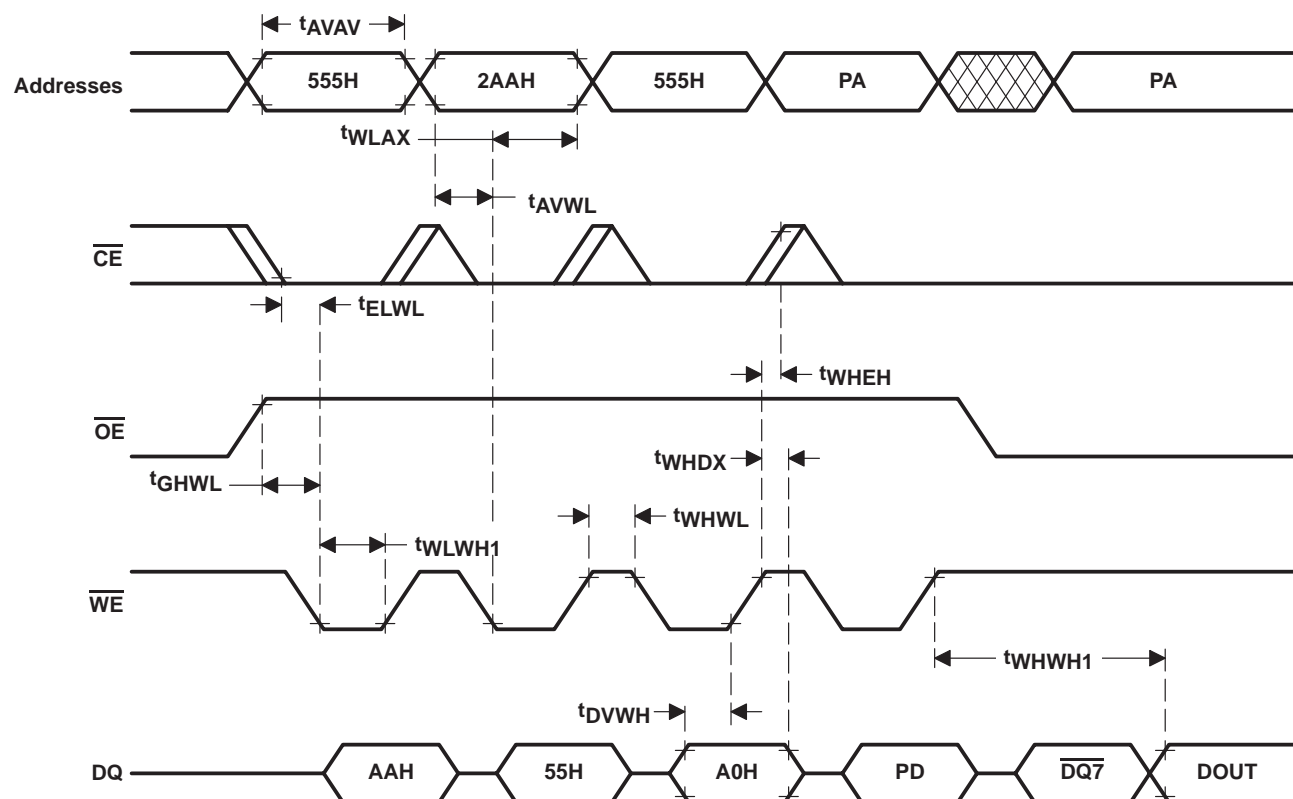 tAVAV
Addresses 555H 2AAH 555H PA PA
tWLAX
tAVWL
CE
tELWL
tWHEH
OE
tWHDX
tGHWL
tWHWL
tWLWH1
WE
tWHWH1
tDVWH
DQ AAH 55H A0H PD DQ7 DOUT